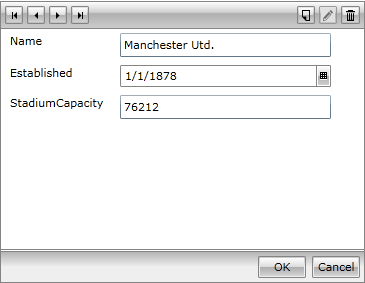 Name Manchester Utd.
Established 1/1/1878
StadiumCapacity 76212
OK Cancel